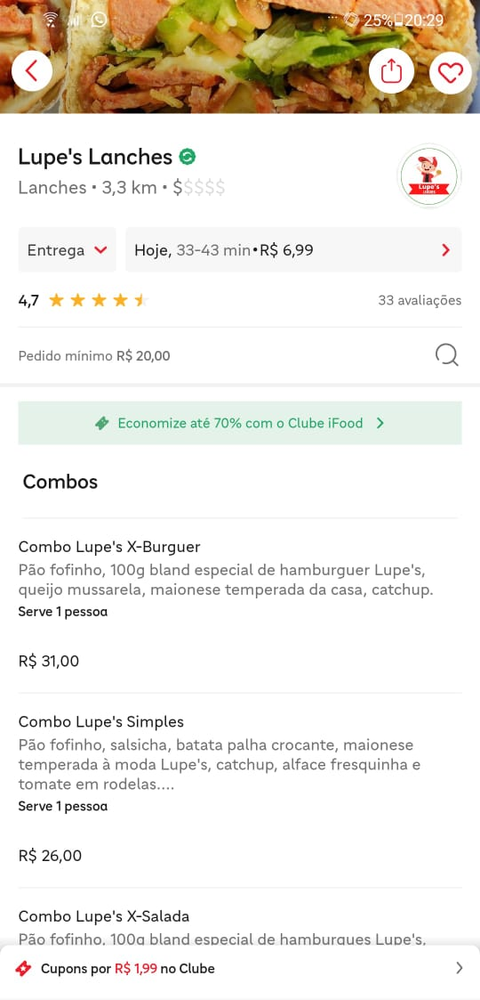 25% 20:29
Lupe's Lanches
Lanches • 3,3 km • $$$$$
Lupe's
Entrega
Hoje, 33-43 min•R$ 6,99
4,7
33 avaliações
Pedido mínimo R$ 20,00
Economize até 70% com o Clube iFood
Combos
Combo Lupe's X-Burguer
Pão fofinho, 100g bland especial de hamburguer Lupe's,
queijo mussarela, maionese temperada da casa, catchup.
Serve 1 pessoa
R$ 31,00
Combo Lupe's Simples
Pão fofinho, salsicha, batata palha crocante, maionese
temperada à moda Lupe's, catchup, alface fresquinha e
tomate em rodelas....
Serve 1 pessoa
R$ 26,00
Combo Lupe's X-Salada
Pão fofinho, 100g bland especial de hamburgues Lupe's,
Cupons por R$ 1,99 no Clube